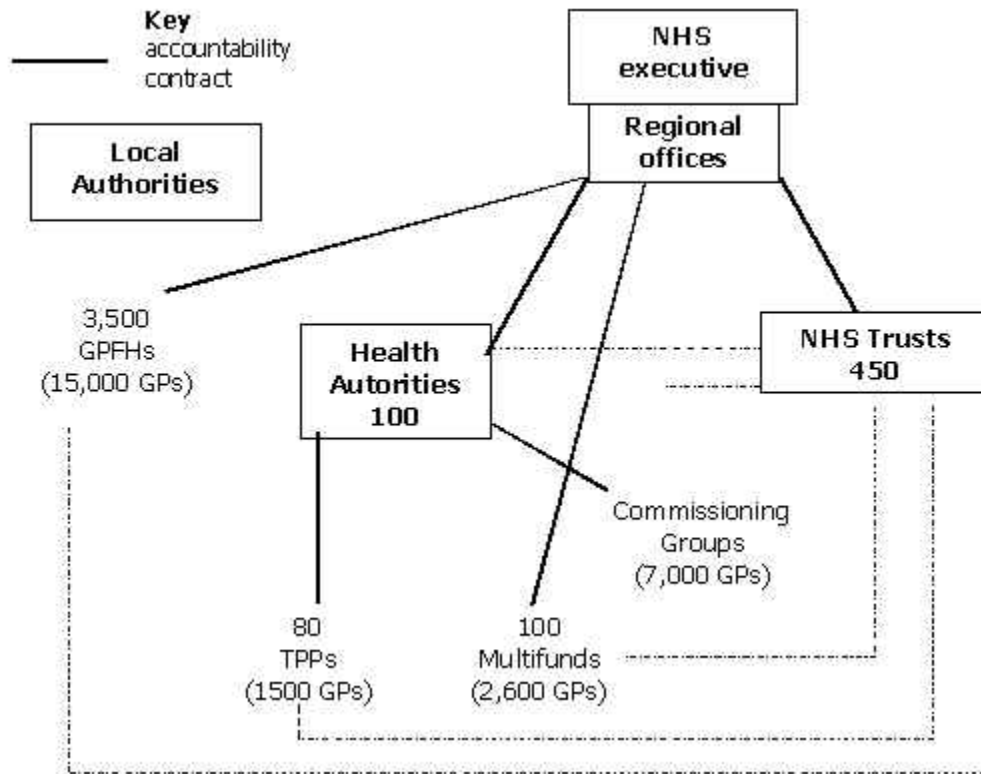 Key
accountability
contract
NHS
executive
Regional
offices
Local
Authorities
3,500
GPFHs
(15,000 GPs)
Health
Autorities
100
NHS Trusts
450
Commissioning
Groups
(7,000 GPs)
80
TPPs
(1500 GPs)
100
Multifunds
(2,600 GPs)